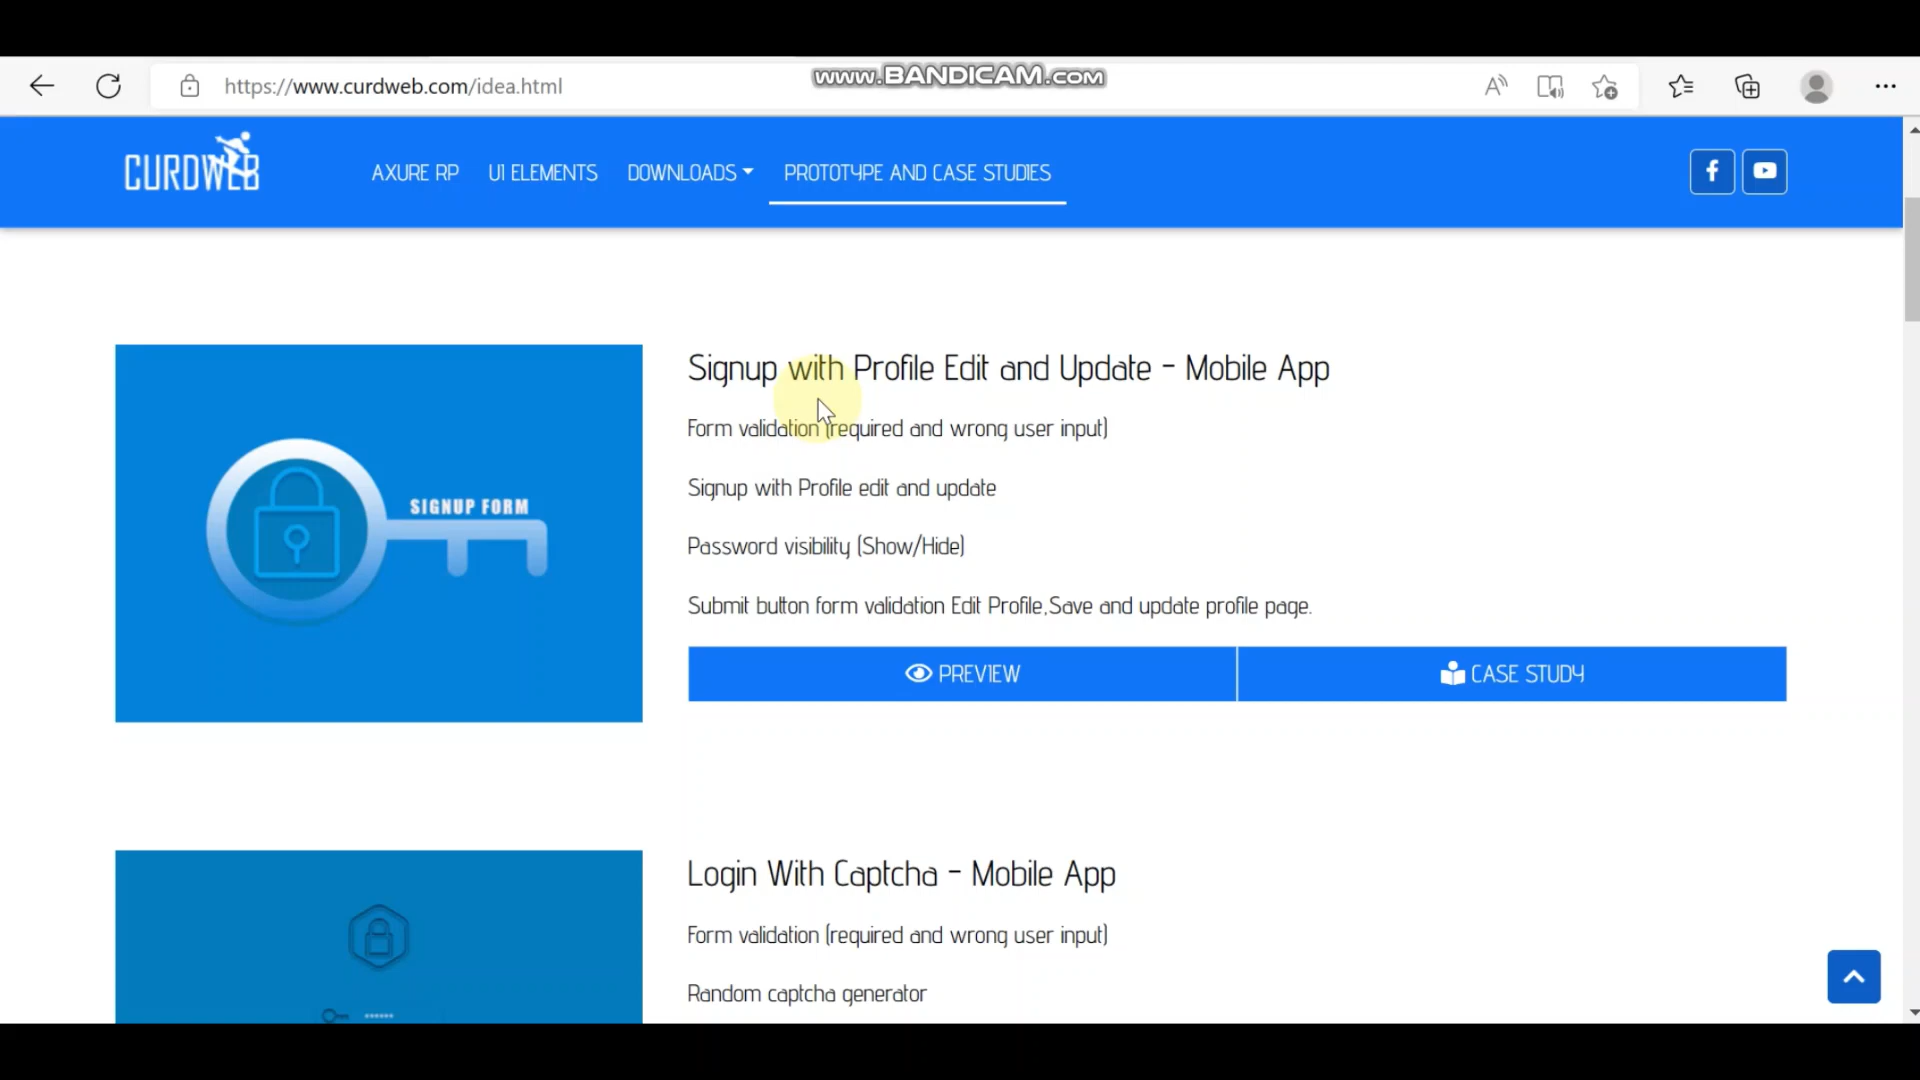 https://www.curdweb.com/idea.html
www.BANDICAM.com
CURDWEB
AXURE RP
UI ELEMENTS
DOWNLOADS
PROTOTYPE AND CASE STUDIES
SIGNUP FORM
Signup with Profile Edit and Update - Mobile App
Form validation (required and wrong user input)
Signup with Profile edit and update
Password visibility (Show/Hide)
Submit button form validation Edit Profile,Save and update profile page.
PREVIEW
CASE STUDY
Login With Captcha - Mobile App
Form validation (required and wrong user input)
Random captcha generator